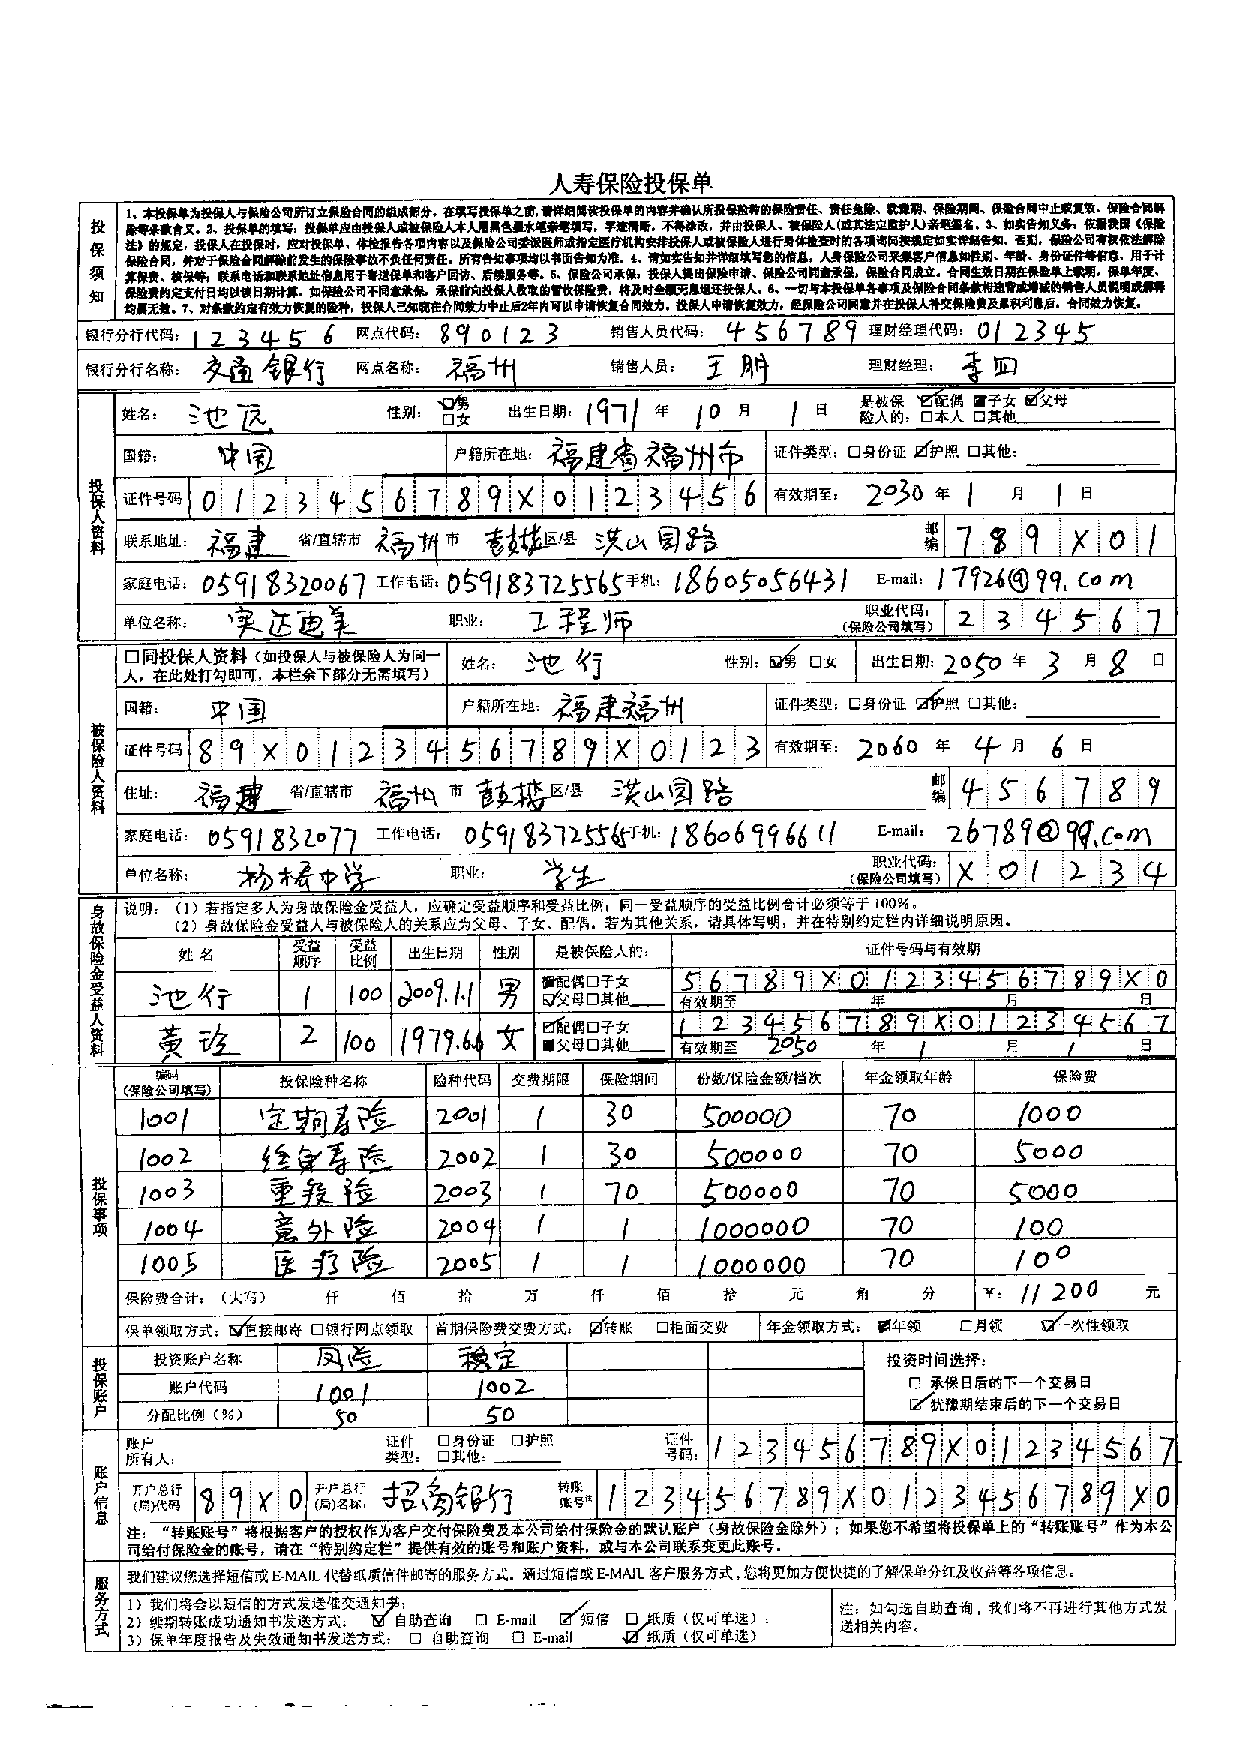 人寿保险投保单
投保须知
1、本投保单为投保人与保险公司所订立保险合同的组成部分，在填写投保单之前，请详细阅读投保单的内容并确认所投保险种的保险责任、责任免除、犹豫期、保险期间、保险合同中止或复效、保险合同解
除等条款含义。2、投保单的填写：投保单应由投保人或被保险人本人用黑色墨水笔亲笔填写，字迹清晰，不得涂改，并由投保人、被保险人（或其法定监护人）亲笔签名。3、如实告知义务：依据我国《保险
法》的规定，投保人在投保时，应对投保单、体检报告各项内容以及保险公司委派医师或指定医疗机构安排投保人或被保险人进行身体检查时的各项询问按规定如实详细告知。否则，保险公司有权依法解除
保险合同，并对于保险合同解除前发生的保险事故不负任何责任。所有告知事项均以书面告知为准。4、请如实告知并详细填写您的信息，人身保险公司采集客户信息如性别、年龄、身份证件等信息，用于计
算保费、核保等；联系电话和联系地址信息用于寄送保单和客户回访、后续服务等。5、保险公司承保：投保人提出保险申请、保险公司同意承保，保险合同成立。合同生效日期在保险单上载明，保单年度、
保险费约定支付日均以该日期计算。如保险公司不同意承保，承保前向投保人收取的暂收保险费，将及时全额无息退还投保人。6、一切与本投保单各事项及保险合同条款相违背或增减的销售人员说明或解释
均属无效。7、对条款约定有效力恢复的险种，投保人已知晓在合同效力中止后2年内可以申请恢复合同效力。投保人申请恢复效力，经保险公司同意并在投保人补交保险费及累积利息后，合同效力恢复。
银行分行代码：123456 网点代码：890123 销售人员代码：456789 理财经理代码：012345
银行分行名称：交通银行 网点名称：福州 销售人员：王朋 理财经理：李四
投保人资料
姓名：池远 性别：☑男 □女 出生日期：1971年10月1日 是被保险人的：☑配偶 ■子女 ☑父母 □本人 □其他
国籍：中国 户籍所在地：福建省福州市 证件类型：□身份证 ☑护照 □其他：
证件号码 0123456789X0123456 有效期至：2030年1月1日
联系地址：福建省/直辖市 福州市 鼓楼区/县 洪山园路 邮编 789X01
家庭电话：05918320067 工作电话：059183725565 手机：18605056431 E-mail：17926@99.com
单位名称：实达迪美 职业：工程师 职业代码：（保险公司填写）234567
被保险人资料
□同投保人资料（如投保人与被保险人为同一人，在此处打勾即可，本栏余下部分无需填写） 姓名：池行 性别：☑男 □女 出生日期：2050年3月8日
国籍：中国 户籍所在地：福建福州 证件类型：□身份证 ☑护照 □其他：
证件号码 89X0123456789X0123 有效期至：2060年4月6日
住址：福建省/直辖市 福州市 鼓楼区/县 洪山园路 邮编 456789
家庭电话：0591832077 工作电话：059183725565 手机：18606996611 E-mail：26789@99.com
单位名称：杨桥中学 职业：学生 职业代码：（保险公司填写）X01234
身故保险金受益人资料
说明：（1）若指定多人为身故保险金受益人，应确定受益顺序和受益比例；同一受益顺序的受益比例合计必须等于100%。
（2）身故保险金受益人与被保险人的关系应为父母、子女、配偶。若为其他关系，请具体写明；并在特别约定栏内详细说明原因。
姓名 受益顺序 受益比例 出生日期 性别 是被保险人的： 证件号码与有效期
池行 1 100 2009.1.1 男 ■配偶□子女 ☑父母□其他 56789X0123456789X0 有效期至 年 月 日
黄珍 2 100 1979.6.6 女 ☑配偶□子女 ■父母□其他 123456789X01234567 有效期至 2050年1月1日
投保事项
编码（保险公司填写） 投保险种名称 险种代码 交费期限 保险期间 份数/保险金额/档次 年金领取年龄 保险费
1001 定期寿险 2001 1 30 500000 70 1000
1002 终身寿险 2002 1 30 500000 70 5000
1003 重疾险 2003 1 70 500000 70 5000
1004 意外险 2004 1 1 1000000 70 100
1005 医疗险 2005 1 1 1000000 70 100
保险费合计：（大写） 仟 佰 拾 万 仟 佰 拾 元 角 分 ¥：11200元
保单领取方式：☑直接邮寄 □银行网点领取 首期保险费交费方式：☑转账 □柜面交费 年金领取方式：☑年领 □月领 ☑一次性领取
投保账户
投资账户名称 风险 稳定 投资时间选择：
账户代码 1001 1002 □ 承保日后的下一个交易日
分配比例（%） 50 50 ☑ 犹豫期结束后的下一个交易日
账户信息
账户所有人： 证件类型：□身份证 □护照 □其他： 证件号码：123456789X01234567
开户总行（局）代码 89X0 开户总行（局）名称：招商银行 转账账号 123456789X0123456789X0
注：“转账账号”将根据客户的授权作为客户交付保险费及本公司给付保险金的默认账户（身故保险金除外）；如果您不希望将投保单上的“转账账号”作为本公
司给付保险金的账号，请在“特别约定栏”提供有效的账号和账户资料，或与本公司联系变更此账号。
服务方式
我们建议您选择短信或E-MAIL代替纸质信件邮寄的服务方式。通过短信或E-MAIL客户服务方式，您将更加方便快捷的了解保单分红及收益等各项信息。
1）我们将会以短信的方式发送催交通知书；
2）续期转账成功通知书发送方式：☑ 自助查询 □ E-mail ☑ 短信 □ 纸质（仅可单选）；
3）保单年度报告及失效通知书发送方式：□ 自助查询 □ E-mail ☑ 纸质（仅可单选）
注：如勾选自助查询，我们将不再进行其他方式发
送相关内容。